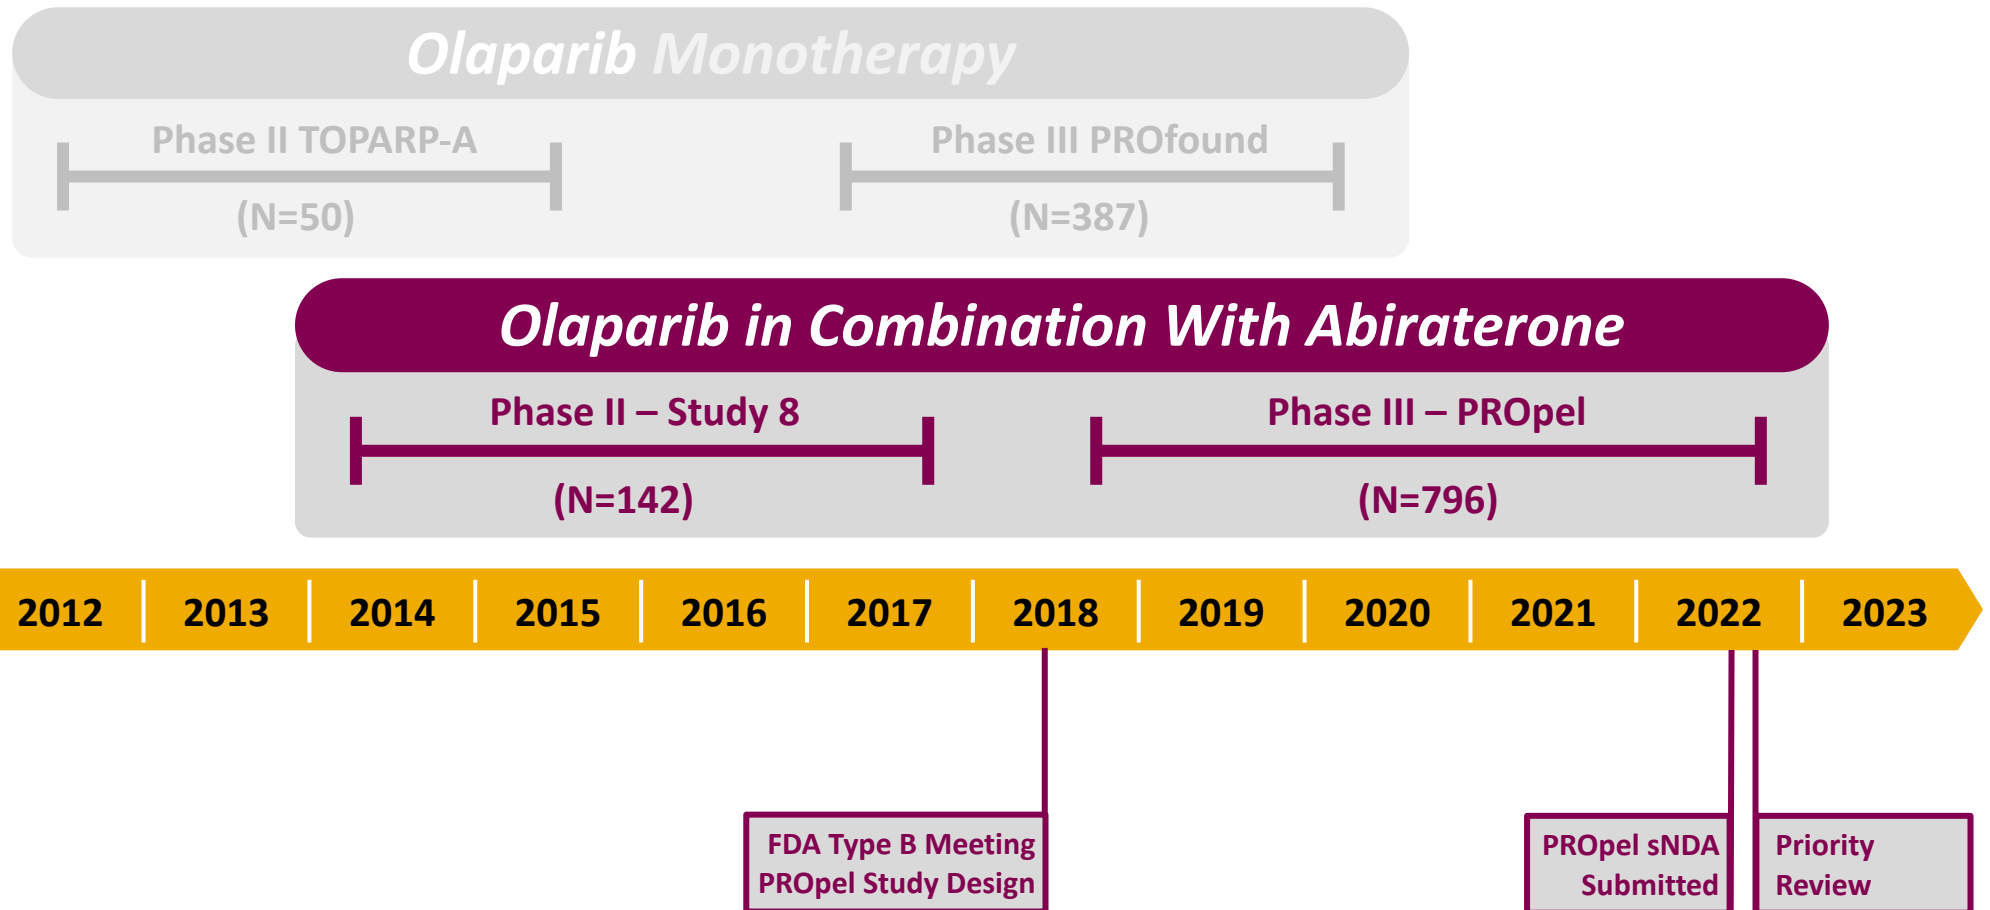 Olaparib Monotherapy
Phase II TOPARP-A
(N=50)
Phase III PROfound
(N=387)
Olaparib in Combination With Abiraterone
Phase II – Study 8
(N=142)
Phase III – PROpel
(N=796)
2012 2013 2014 2015 2016 2017 2018 2019 2020 2021 2022 2023
FDA Type B Meeting
PROpel Study Design
PROpel sNDA
Submitted
Priority
Review